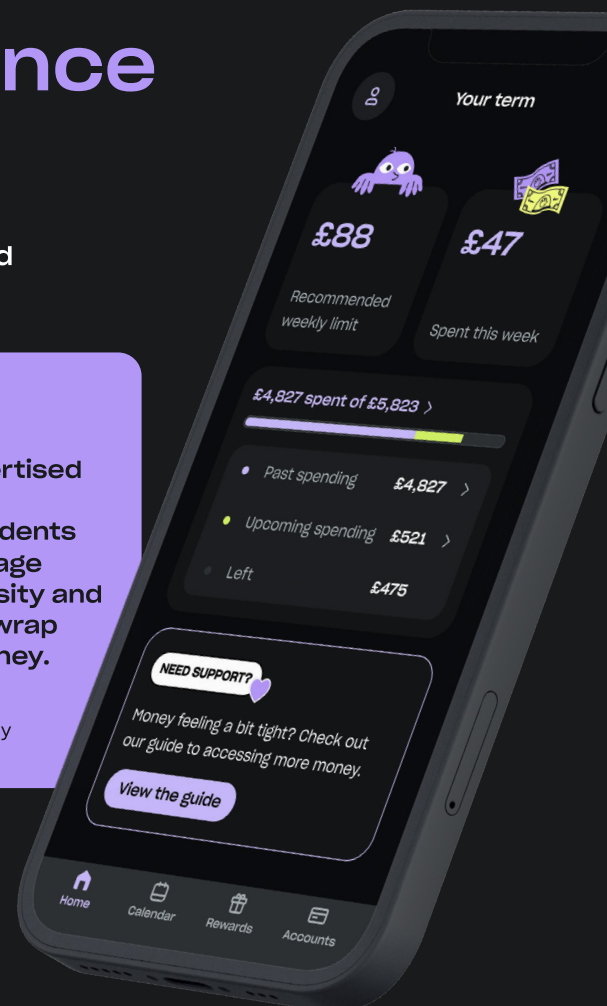 nce
d
ertised
dents
age
sity and
wrap
ney.
y
Your term
£88
£47
Recommended
weekly limit
Spent this week
£4,827 spent of £5,823
Past spending £4,827
Upcoming spending £521
Left £475
NEED SUPPORT?
Money feeling a bit tight? Check out
our guide to accessing more money.
View the guide
Home Calendar Rewards Accounts